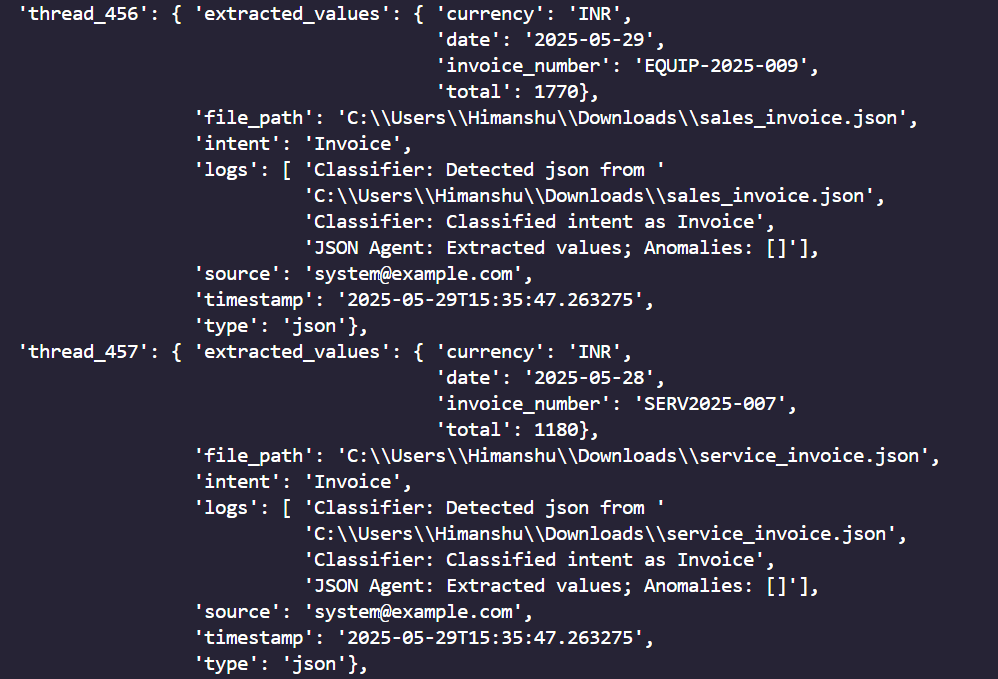 'thread_456': { 'extracted_values': { 'currency': 'INR',
'date': '2025-05-29',
'invoice_number': 'EQUIP-2025-009',
'total': 1770},
'file_path': 'C:\\Users\\Himanshu\\Downloads\\sales_invoice.json',
'intent': 'Invoice',
'logs': [ 'Classifier: Detected json from '
'C:\\Users\\Himanshu\\Downloads\\sales_invoice.json',
'Classifier: Classified intent as Invoice',
'JSON Agent: Extracted values; Anomalies: []'],
'source': 'system@example.com',
'timestamp': '2025-05-29T15:35:47.263275',
'type': 'json'},
'thread_457': { 'extracted_values': { 'currency': 'INR',
'date': '2025-05-28',
'invoice_number': 'SERV2025-007',
'total': 1180},
'file_path': 'C:\\Users\\Himanshu\\Downloads\\service_invoice.json',
'intent': 'Invoice',
'logs': [ 'Classifier: Detected json from '
'C:\\Users\\Himanshu\\Downloads\\service_invoice.json',
'Classifier: Classified intent as Invoice',
'JSON Agent: Extracted values; Anomalies: []'],
'source': 'system@example.com',
'timestamp': '2025-05-29T15:35:47.263275',
'type': 'json'},